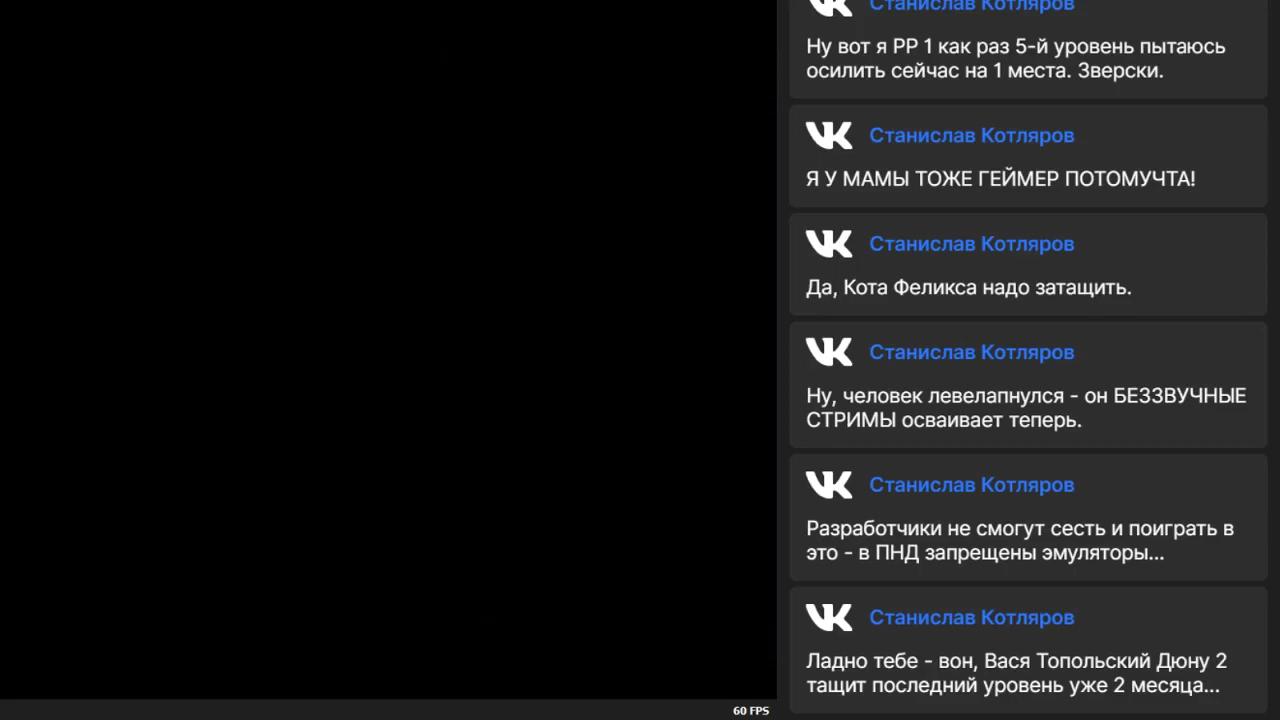 Станислав Котляров
Ну вот я РР 1 как раз 5-й уровень пытаюсь
осилить сейчас на 1 места. Зверски.
Станислав Котляров
Я У МАМЫ ТОЖЕ ГЕЙМЕР ПОТОМУЧТА!
Станислав Котляров
Да, Кота Феликса надо затащить.
Станислав Котляров
Ну, человек левелапнулся - он БЕЗЗВУЧНЫЕ
СТРИМЫ осваивает теперь.
Станислав Котляров
Разработчики не смогут сесть и поиграть в
это - в ПНД запрещены эмуляторы...
Станислав Котляров
Ладно тебе - вон, Вася Топольский Дюну 2
тащит последний уровень уже 2 месяца...
60 FPS